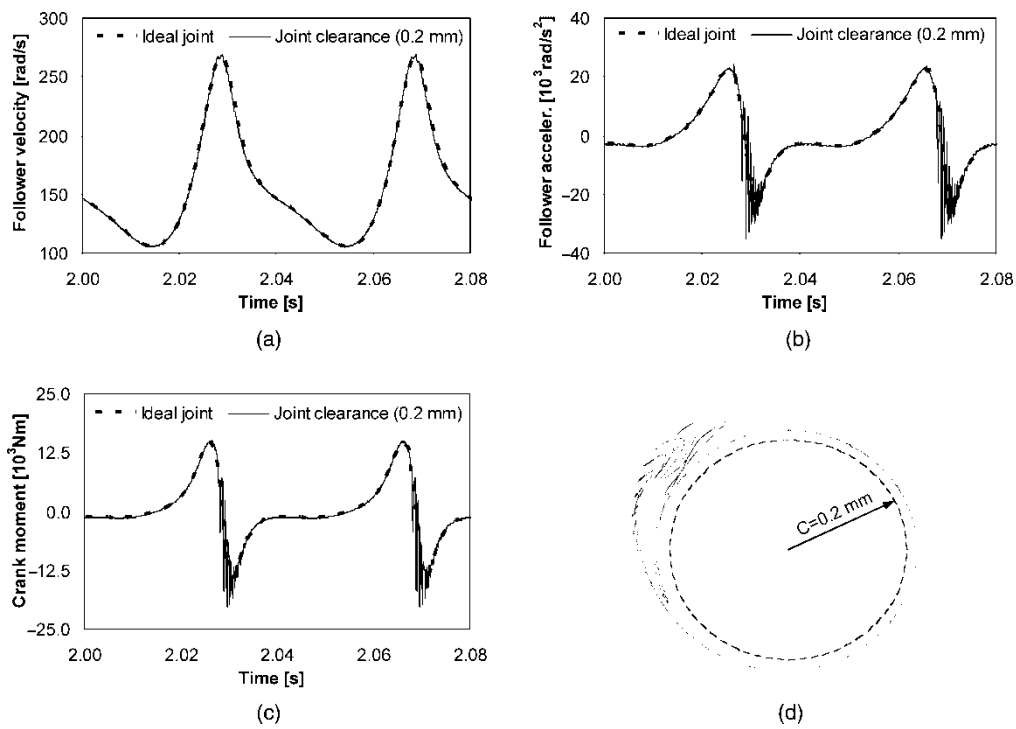 300
Ideal joint
Joint clearance (0.2 mm)
250
200
150
100
Follower velocity [rad/s]
2.00
2.02
2.04
2.06
2.08
Time [s]
(a)
40
Ideal joint
Joint clearance (0.2 mm)
20
0
−20
−40
Follower acceler. [10³rad/s²]
2.00
2.02
2.04
2.06
2.08
Time [s]
(b)
25.0
Ideal joint
Joint clearance (0.2 mm)
12.5
0.0
−12.5
−25.0
Crank moment [10³Nm]
2.00
2.02
2.04
2.06
2.08
Time [s]
(c)
C=0.2 mm
(d)